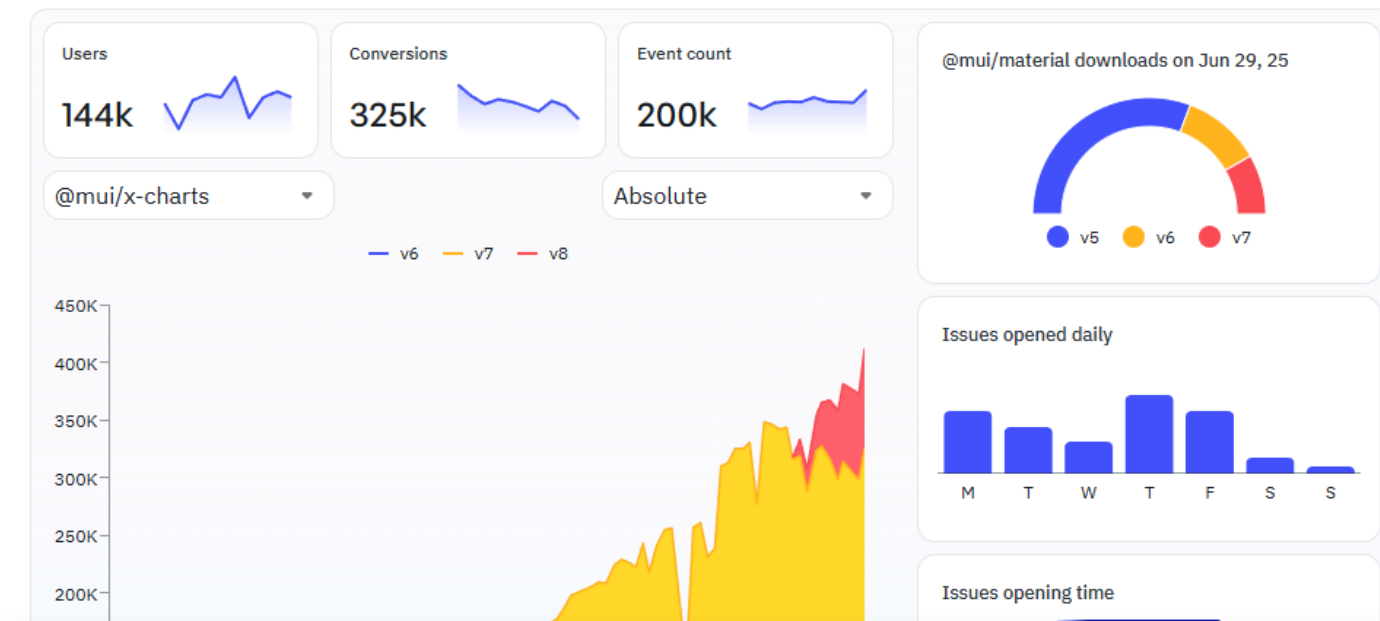 Users
144k
Conversions
325k
Event count
200k
@mui/x-charts
Absolute
v6 v7 v8
450K
400K
350K
300K
250K
200K
@mui/material downloads on Jun 29, 25
v5 v6 v7
Issues opened daily
M T W T F S S
Issues opening time